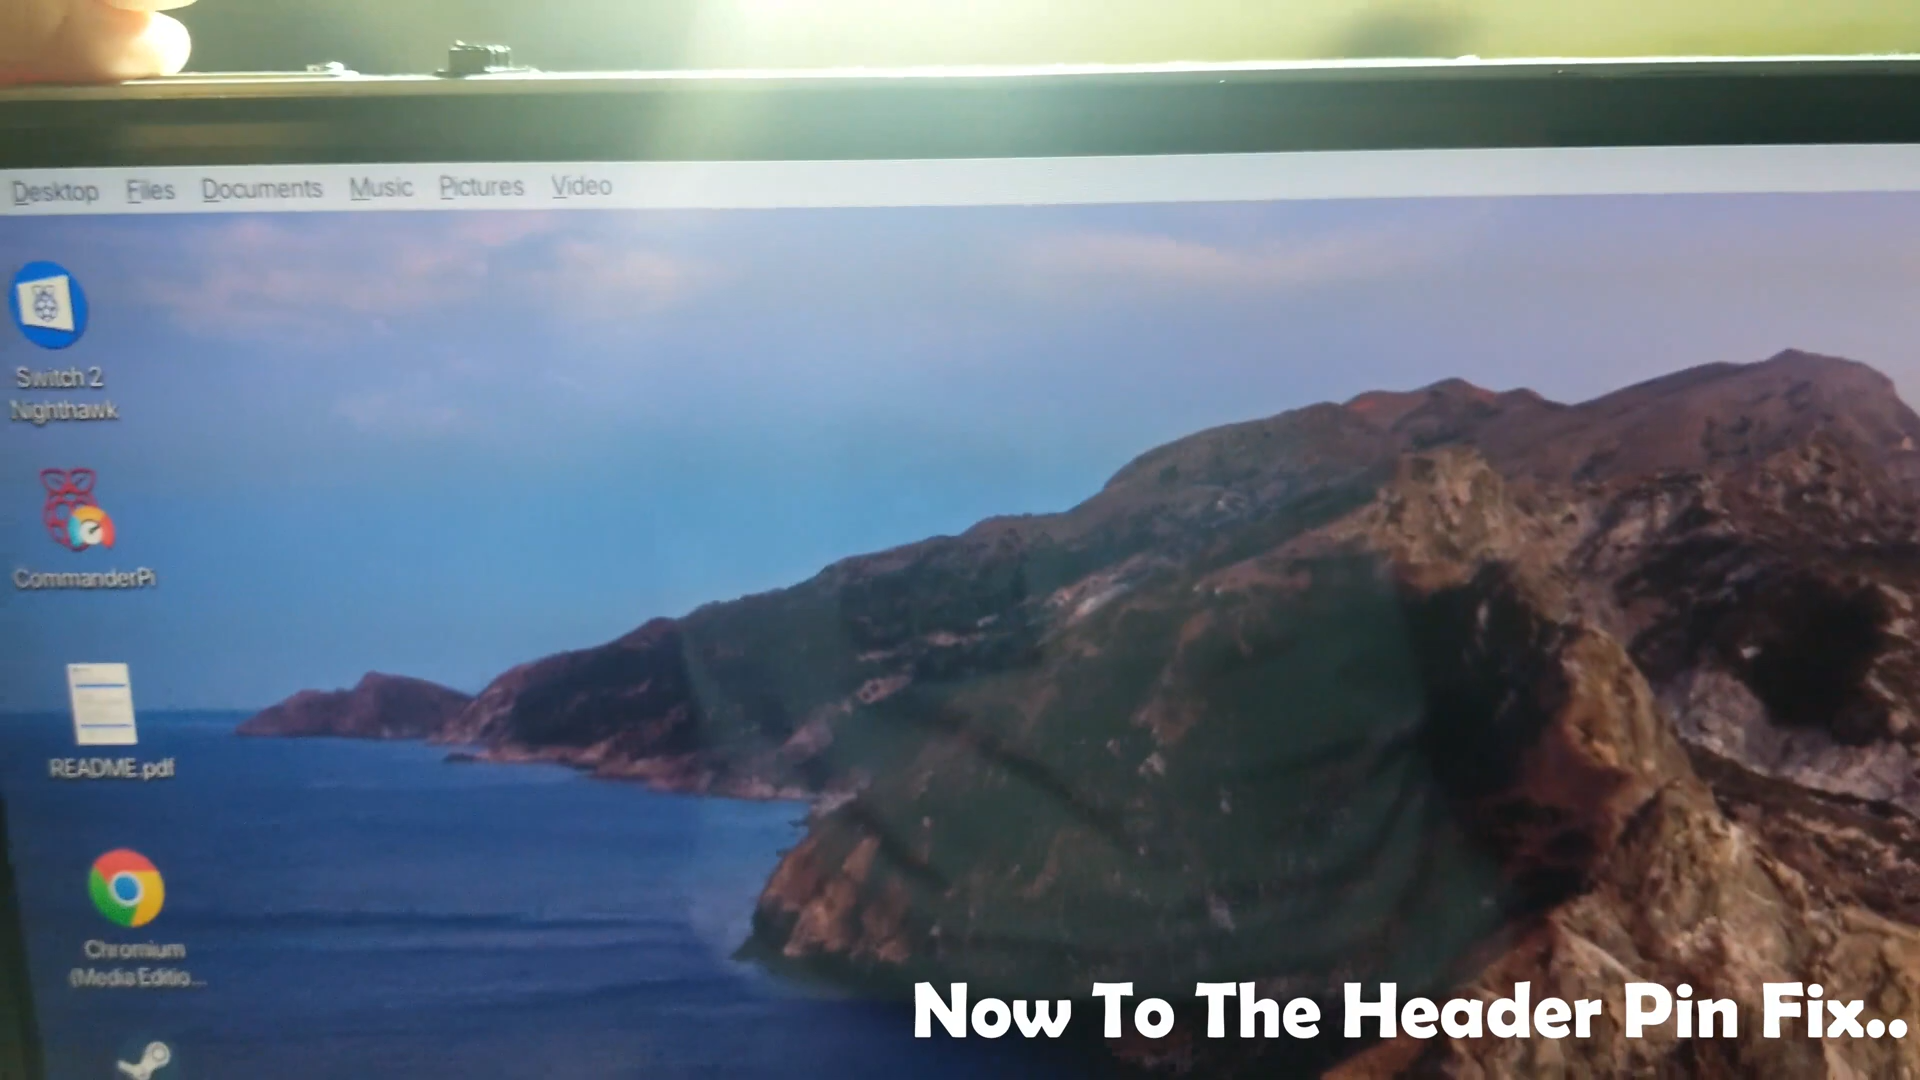 Desktop Files Documents Music Pictures Video
Switch 2
Nighthawk
CommanderPi
README.pdf
Chromium
(Media Editio...
Now To The Header Pin Fix..